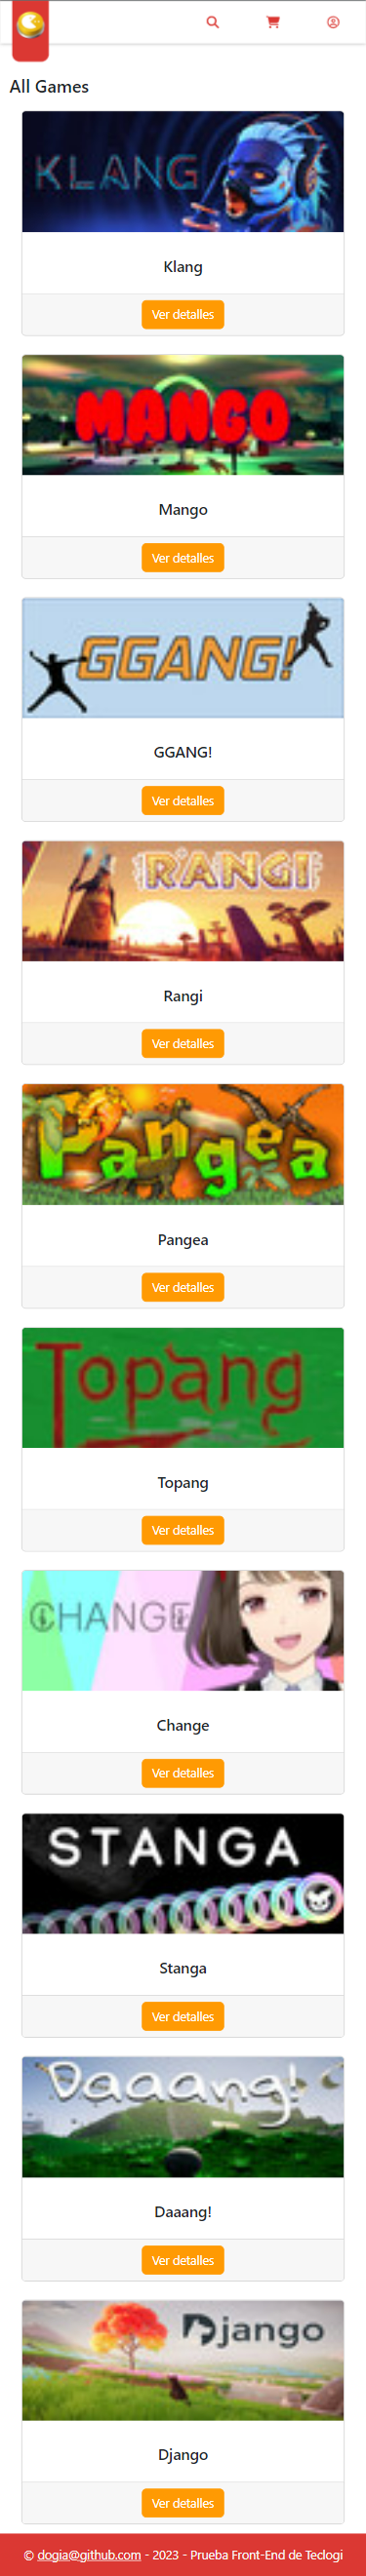 All Games
KLANG
Klang
Ver detalles
MANGO
Mango
Ver detalles
GGANG!
GGANG!
Ver detalles
RANGI
Rangi
Ver detalles
Pangea
Pangea
Ver detalles
Topang
Topang
Ver detalles
CHANGE
Change
Ver detalles
STANGA
Stanga
Ver detalles
Daaang!
Daaang!
Ver detalles
Django
Django
Ver detalles
© dogia@github.com - 2023 - Prueba Front-End de Teclogi